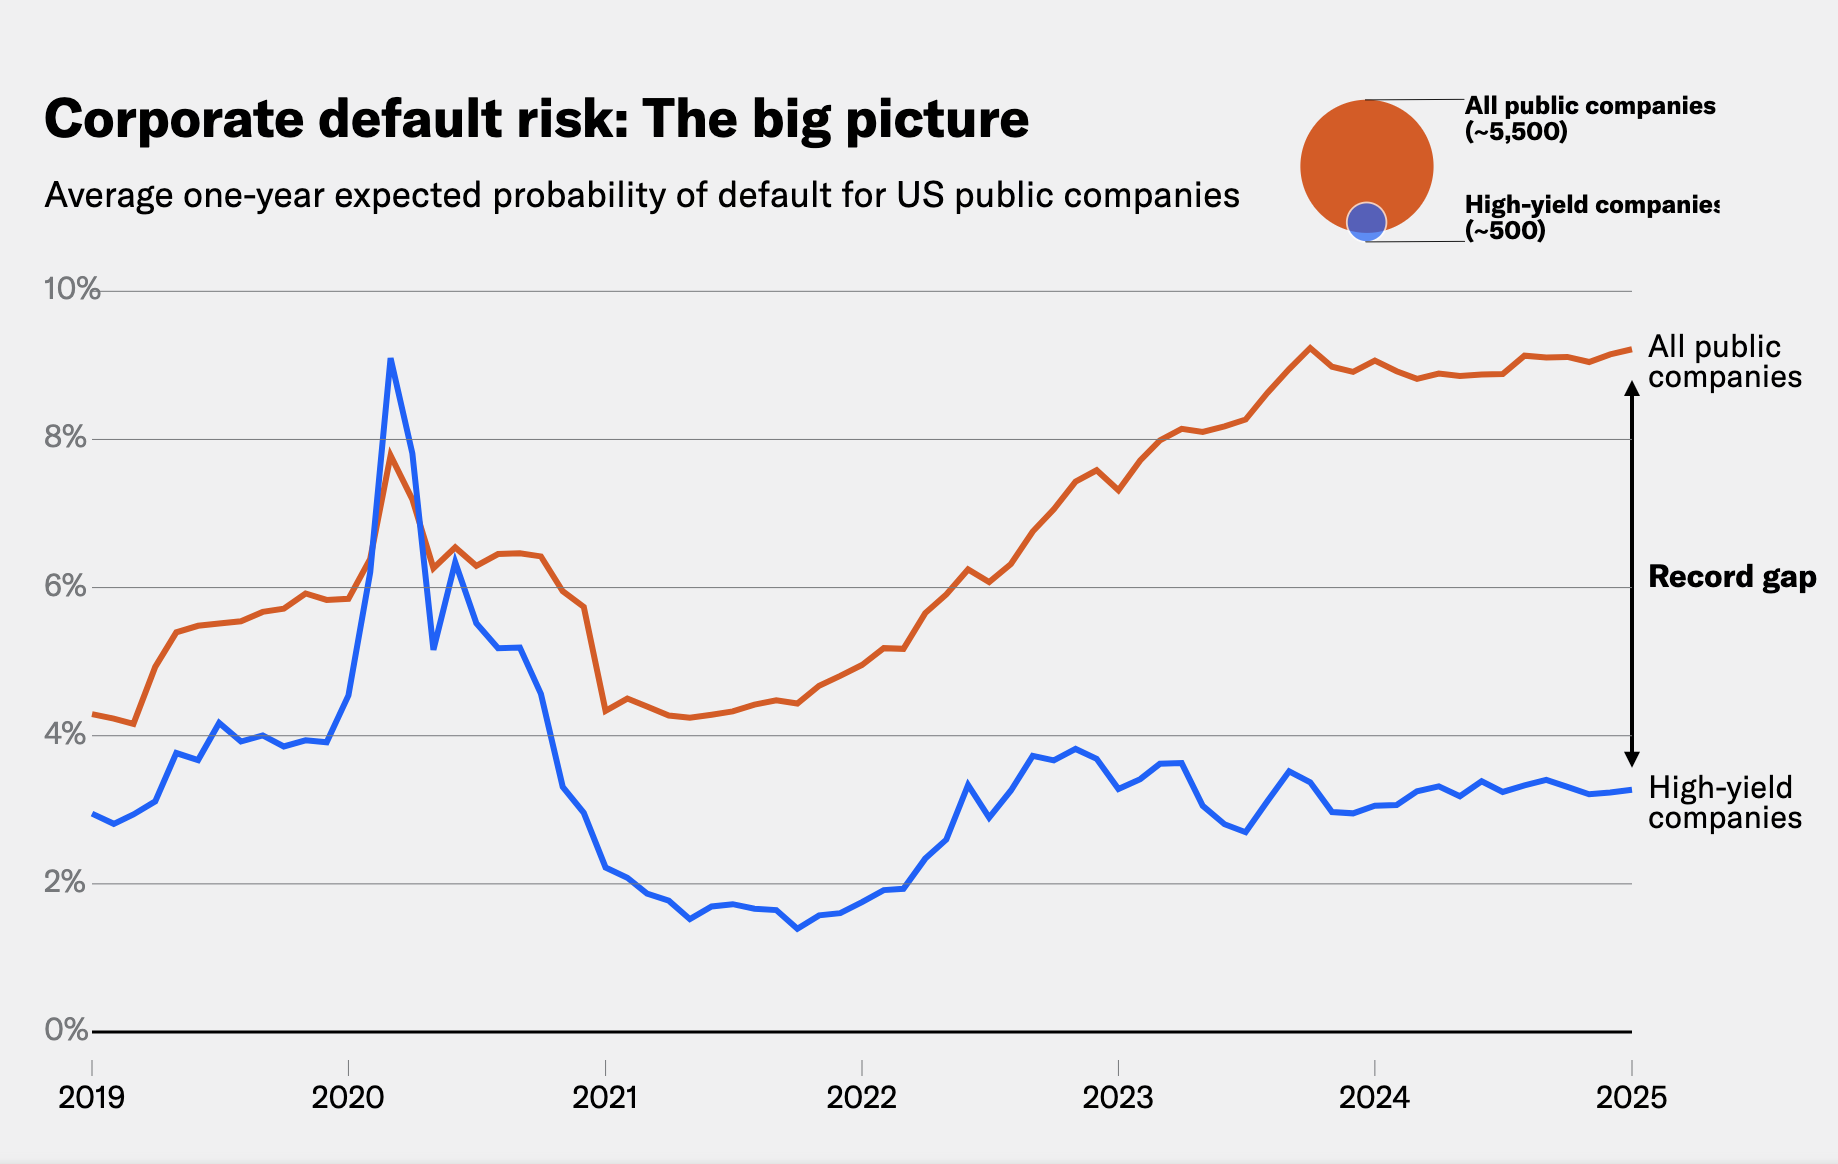 Corporate default risk: The big picture
Average one-year expected probability of default for US public companies
All public companies
(~5,500)
High-yield companies
(~500)
10%
8%
6%
4%
2%
0%
All public
companies
Record gap
High-yield
companies
2019
2020
2021
2022
2023
2024
2025